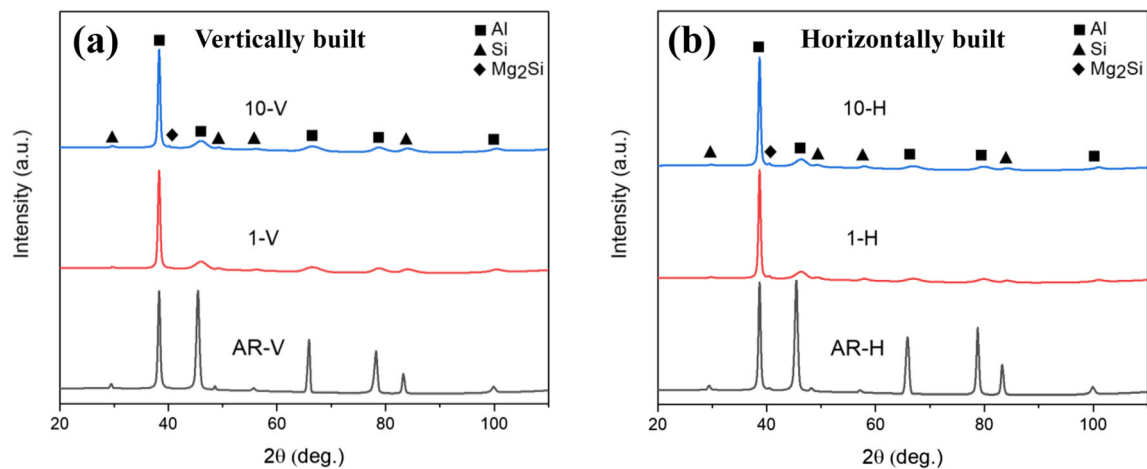 (a) Vertically built
■ Al
▲ Si
◆ Mg₂Si
10-V
1-V
AR-V
Intensity (a.u.)
20 40 60 80 100
2θ (deg.)
(b) Horizontally built
■ Al
▲ Si
◆ Mg₂Si
10-H
1-H
AR-H
Intensity (a.u.)
20 40 60 80 100
2θ (deg.)